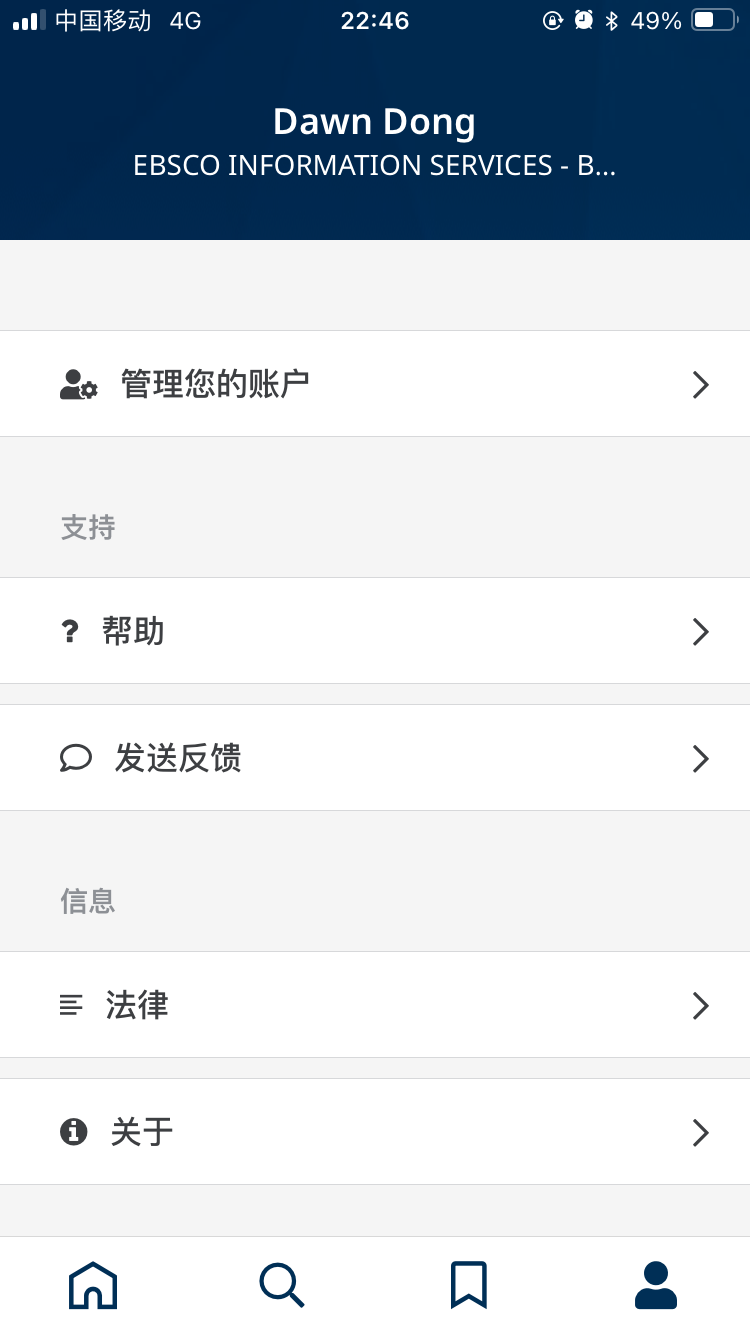 中国移动 4G 22:46 49%
Dawn Dong
EBSCO INFORMATION SERVICES - B...
管理您的账户
支持
? 帮助
发送反馈
信息
法律
关于